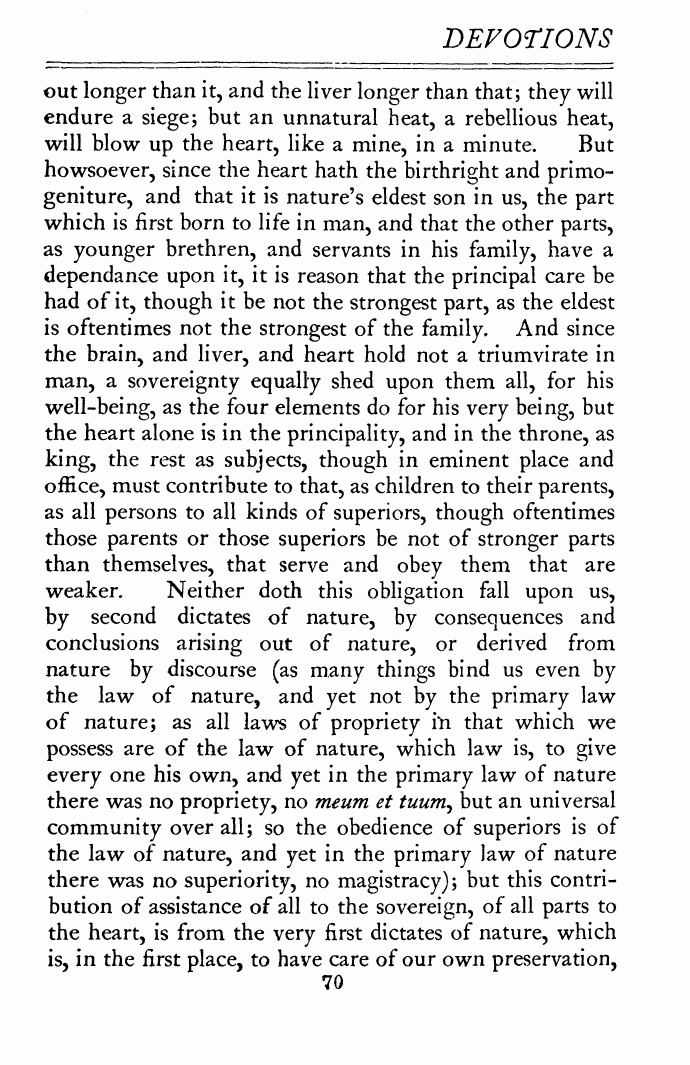 DEVOTIONS
out longer than it, and the liver longer than that; they will
endure a siege; but an unnatural heat, a rebellious heat,
will blow up the heart, like a mine, in a minute. But
howsoever, since the heart hath the birthright and primo-
geniture, and that it is nature's eldest son in us, the part
which is first born to life in man, and that the other parts,
as younger brethren, and servants in his family, have a
dependance upon it, it is reason that the principal care be
had of it, though it be not the strongest part, as the eldest
is oftentimes not the strongest of the family. And since
the brain, and liver, and heart hold not a triumvirate in
man, a sovereignty equally shed upon them all, for his
well-being, as the four elements do for his very being, but
the heart alone is in the principality, and in the throne, as
king, the rest as subjects, though in eminent place and
office, must contribute to that, as children to their parents,
as all persons to all kinds of superiors, though oftentimes
those parents or those superiors be not of stronger parts
than themselves, that serve and obey them that are
weaker. Neither doth this obligation fall upon us,
by second dictates of nature, by consequences and
conclusions arising out of nature, or derived from
nature by discourse (as many things bind us even by
the law of nature, and yet not by the primary law
of nature; as all laws of propriety in that which we
possess are of the law of nature, which law is, to give
every one his own, and yet in the primary law of nature
there was no propriety, no meum et tuum, but an universal
community over all; so the obedience of superiors is of
the law of nature, and yet in the primary law of nature
there was no superiority, no magistracy); but this contri-
bution of assistance of all to the sovereign, of all parts to
the heart, is from the very first dictates of nature, which
is, in the first place, to have care of our own preservation,
70